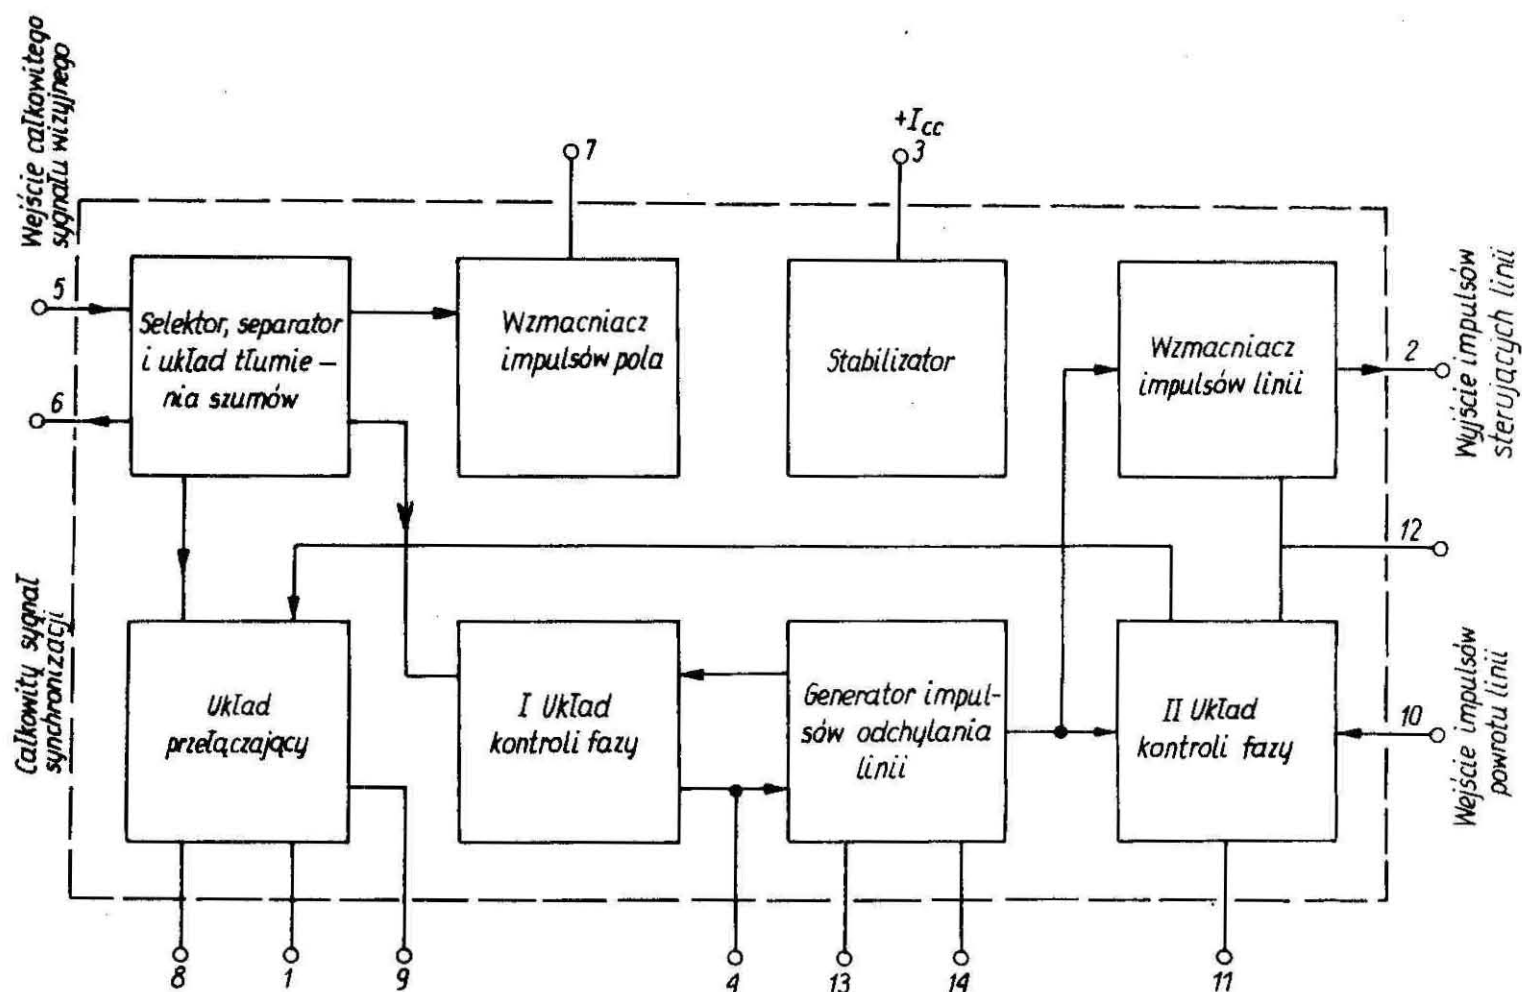 Wejście całkowitego
sygnału wizyjnego
7
+Icc
3
5
6
Selektor, separator
i układ tłumie –
nia szumów
Wzmacniacz
impulsów pola
Stabilizator
Wzmacniacz
impulsów linii
2
Wyjście impulsów
sterujących linii
12
Całkowity sygnał
synchronizacji
Układ
przełączający
I Układ
kontroli fazy
Generator impul-
sów odchylania
linii
II Układ
kontroli fazy
10
Wejście impulsów
powrotu linii
8
1
9
4
13
14
11